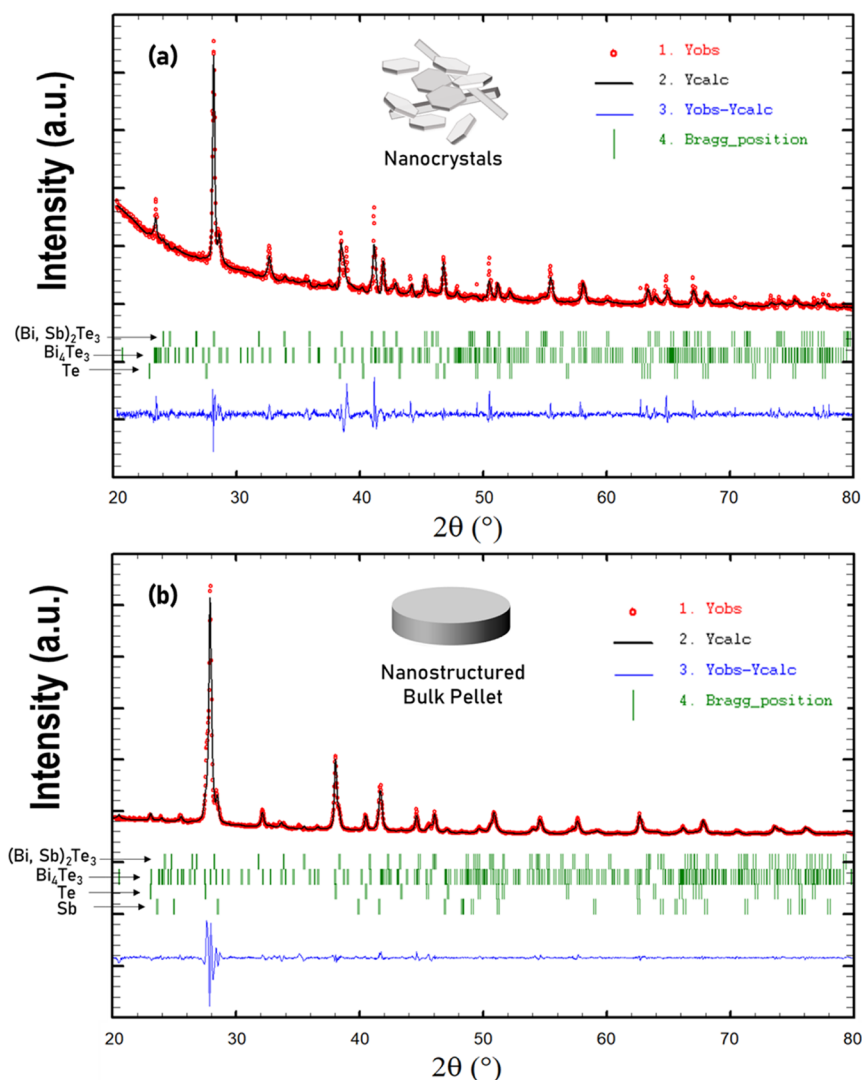 (a)
1. Yobs
2. Ycalc
3. Yobs-Ycalc
4. Bragg_position
Nanocrystals
Intensity (a.u.)
(Bi, Sb)₂Te₃
Bi₄Te₃
Te
20 30 40 50 60 70 80
2θ (°)
(b)
1. Yobs
2. Ycalc
3. Yobs-Ycalc
4. Bragg_position
Nanostructured
Bulk Pellet
Intensity (a.u.)
(Bi, Sb)₂Te₃
Bi₄Te₃
Te
Sb
20 30 40 50 60 70 80
2θ (°)